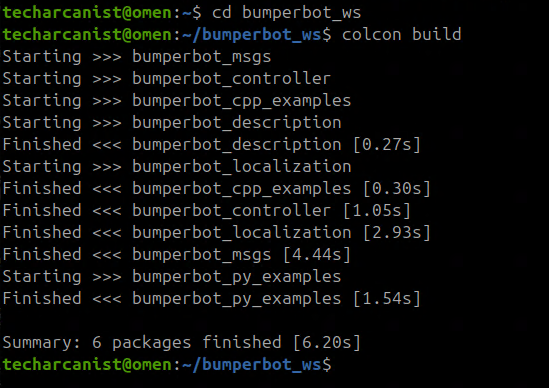 techarcanist@omen:~$ cd bumperbot_ws
techarcanist@omen:~/bumperbot_ws$ colcon build
Starting >>> bumperbot_msgs
Starting >>> bumperbot_controller
Starting >>> bumperbot_cpp_examples
Starting >>> bumperbot_description
Finished <<< bumperbot_description [0.27s]
Starting >>> bumperbot_localization
Finished <<< bumperbot_cpp_examples [0.30s]
Finished <<< bumperbot_controller [1.05s]
Finished <<< bumperbot_localization [2.93s]
Finished <<< bumperbot_msgs [4.44s]
Starting >>> bumperbot_py_examples
Finished <<< bumperbot_py_examples [1.54s]
Summary: 6 packages finished [6.20s]
techarcanist@omen:~/bumperbot_ws$